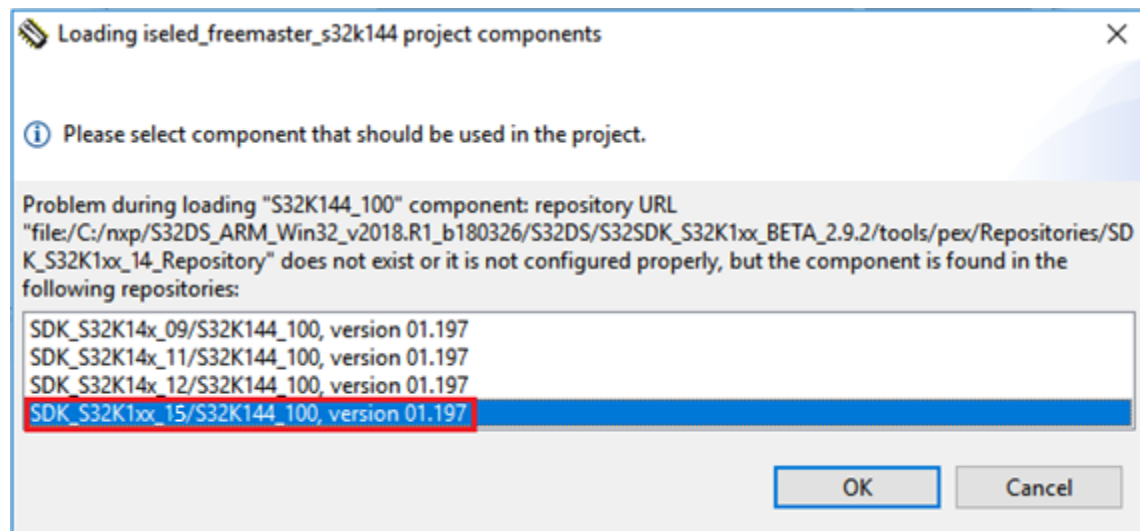 Loading iseled_freemaster_s32k144 project components
Please select component that should be used in the project.
Problem during loading "S32K144_100" component: repository URL
"file:/C:/nxp/S32DS_ARM_Win32_v2018.R1_b180326/S32DS/S32SDK_S32K1xx_BETA_2.9.2/tools/pex/Repositories/SD
K_S32K1xx_14_Repository" does not exist or it is not configured properly, but the component is found in the
following repositories:
SDK_S32K14x_09/S32K144_100, version 01.197
SDK_S32K14x_11/S32K144_100, version 01.197
SDK_S32K14x_12/S32K144_100, version 01.197
SDK_S32K1xx_15/S32K144_100, version 01.197
OK Cancel